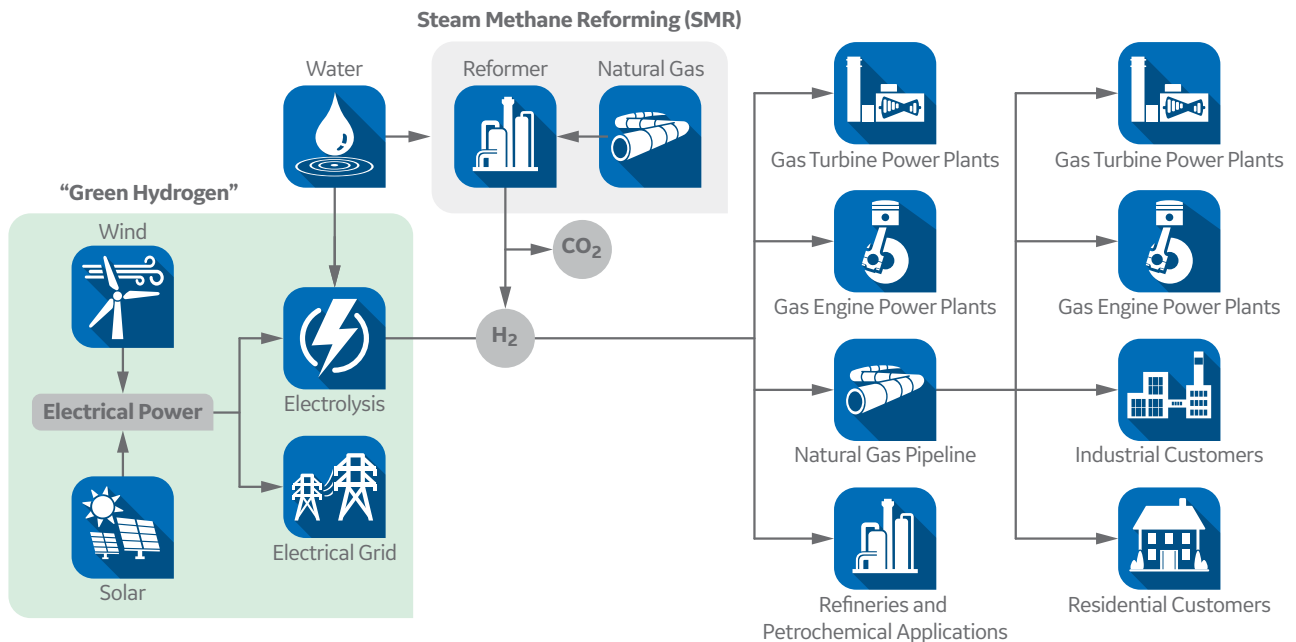 Steam Methane Reforming (SMR)
Water
Reformer
Natural Gas
Gas Turbine Power Plants
Gas Turbine Power Plants
“Green Hydrogen”
Wind
CO₂
Gas Engine Power Plants
Gas Engine Power Plants
H₂
Electrical Power
Electrolysis
Natural Gas Pipeline
Industrial Customers
Electrical Grid
Solar
Refineries and
Petrochemical Applications
Residential Customers